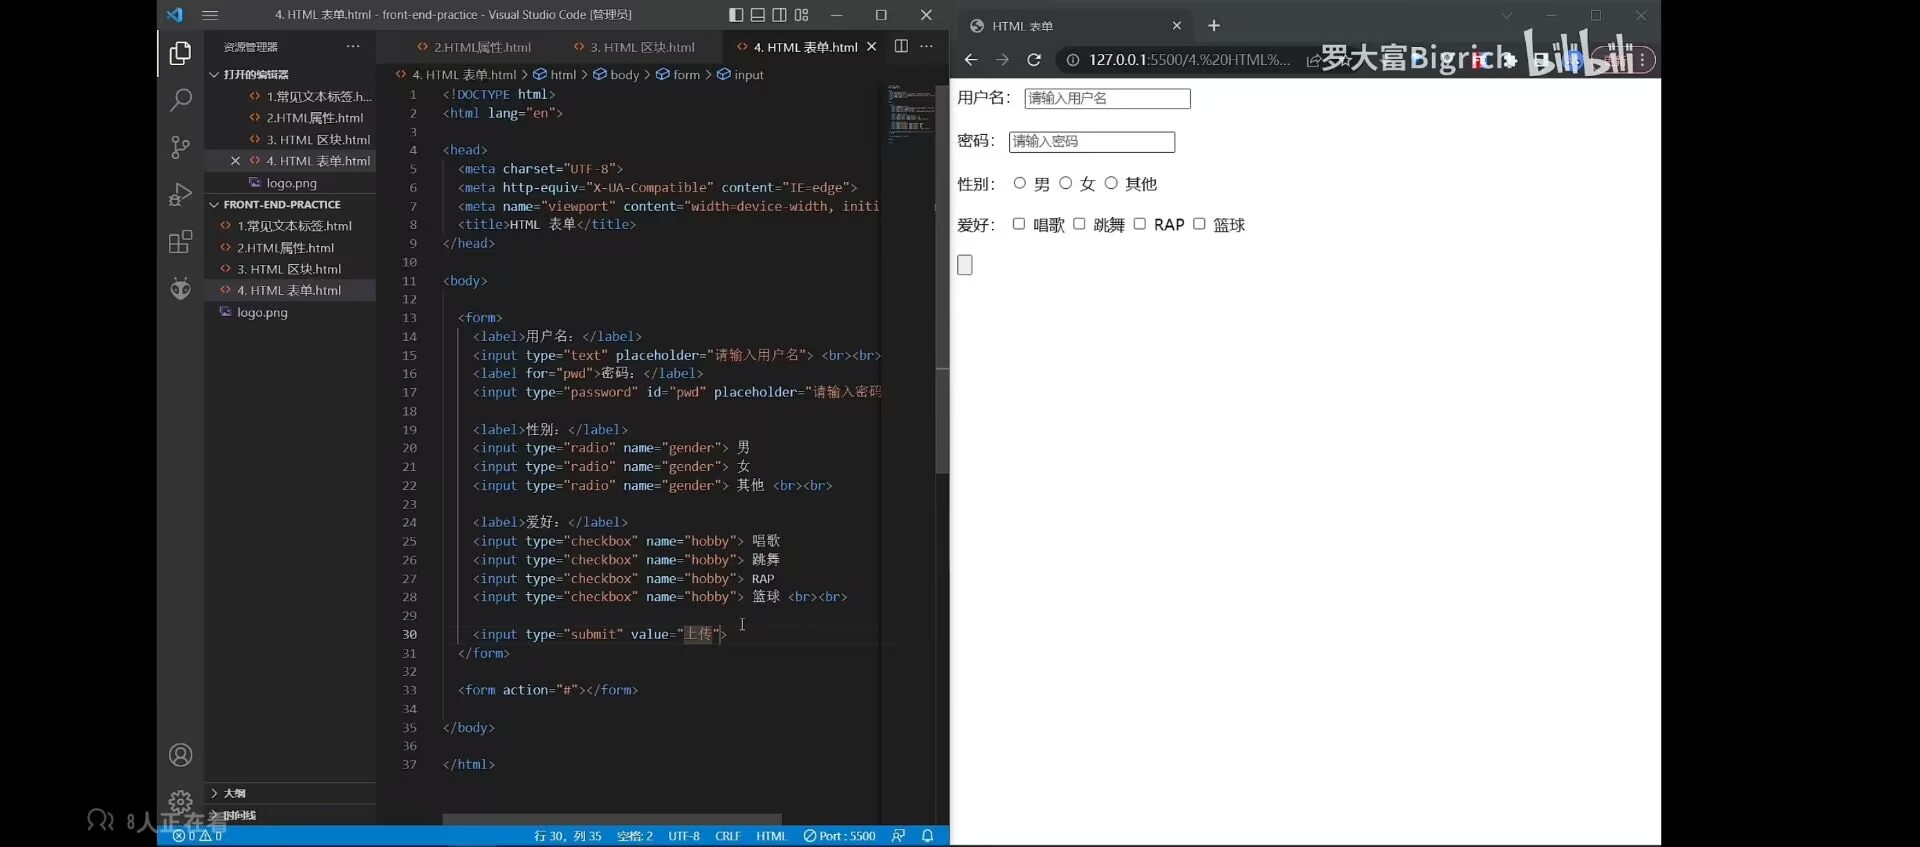 4. HTML 表单.html - front-end-practice - Visual Studio Code [管理员]
资源管理器
打开的编辑器
1.常见文本标签.h...
2.HTML属性.html
3. HTML 区块.html
4. HTML 表单.html
logo.png
FRONT-END-PRACTICE
1.常见文本标签.html
2.HTML属性.html
3. HTML 区块.html
4. HTML 表单.html
logo.png
大纲
时间线
8人正在看
2.HTML属性.html
3. HTML 区块.html
4. HTML 表单.html
4. HTML 表单.html > html > body > form > input
1 <!DOCTYPE html>
2 <html lang="en">
3
4 <head>
5 <meta charset="UTF-8">
6 <meta http-equiv="X-UA-Compatible" content="IE=edge">
7 <meta name="viewport" content="width=device-width, initi
8 <title>HTML 表单</title>
9 </head>
10
11 <body>
12
13 <form>
14 <label>用户名：</label>
15 <input type="text" placeholder="请输入用户名"> <br><br>
16 <label for="pwd">密码：</label>
17 <input type="password" id="pwd" placeholder="请输入密码
18
19 <label>性别：</label>
20 <input type="radio" name="gender"> 男
21 <input type="radio" name="gender"> 女
22 <input type="radio" name="gender"> 其他 <br><br>
23
24 <label>爱好：</label>
25 <input type="checkbox" name="hobby"> 唱歌
26 <input type="checkbox" name="hobby"> 跳舞
27 <input type="checkbox" name="hobby"> RAP
28 <input type="checkbox" name="hobby"> 篮球 <br><br>
29
30 <input type="submit" value="上传">
31 </form>
32
33 <form action="#"></form>
34
35 </body>
36
37 </html>
0 0 行 30，列 35 空格: 2 UTF-8 CRLF HTML Port : 5500
HTML 表单
127.0.0.1:5500/4.%20HTML%...
罗大富Bigrich bilibili
用户名： 请输入用户名
密码： 请输入密码
性别： 男 女 其他
爱好： 唱歌 跳舞 RAP 篮球